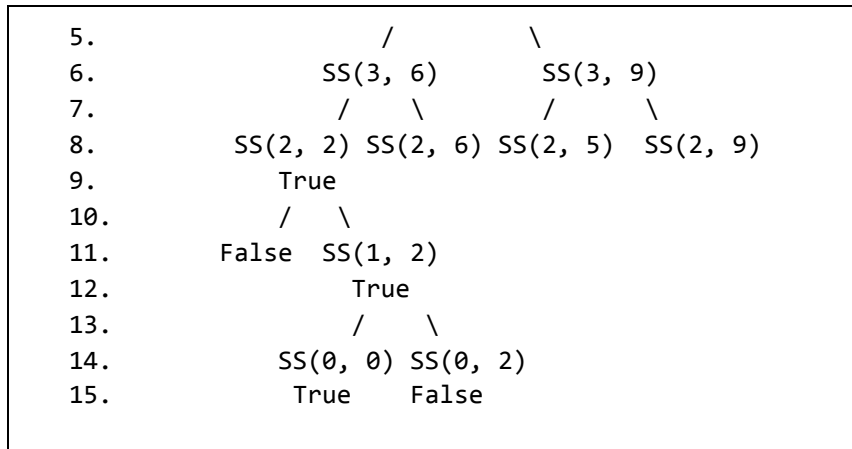 5. / \
6. SS(3, 6) SS(3, 9)
7. / \ / \
8. SS(2, 2) SS(2, 6) SS(2, 5) SS(2, 9)
9. True
10. / \
11. False SS(1, 2)
12. True
13. / \
14. SS(0, 0) SS(0, 2)
15. True False